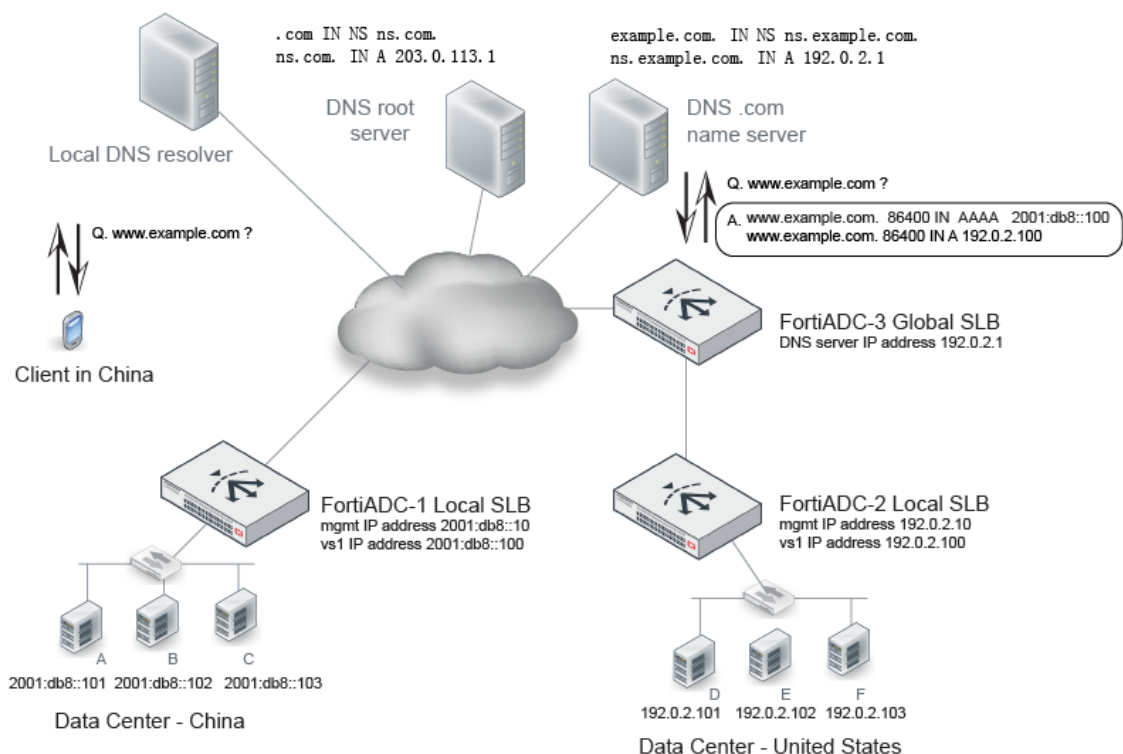 .com IN NS ns.com.
ns.com. IN A 203.0.113.1
example.com. IN NS ns.example.com.
ns.example.com. IN A 192.0.2.1
Local DNS resolver
DNS root
server
DNS .com
name server
Q. www.example.com ?
A. www.example.com. 86400 IN AAAA 2001:db8::100
www.example.com. 86400 IN A 192.0.2.100
Q. www.example.com ?
Client in China
FortiADC-3 Global SLB
DNS server IP address 192.0.2.1
FortiADC-1 Local SLB
mgmt IP address 2001:db8::10
vs1 IP address 2001:db8::100
FortiADC-2 Local SLB
mgmt IP address 192.0.2.10
vs1 IP address 192.0.2.100
A B C
2001:db8::101 2001:db8::102 2001:db8::103
Data Center - China
D E F
192.0.2.101 192.0.2.102 192.0.2.103
Data Center - United States